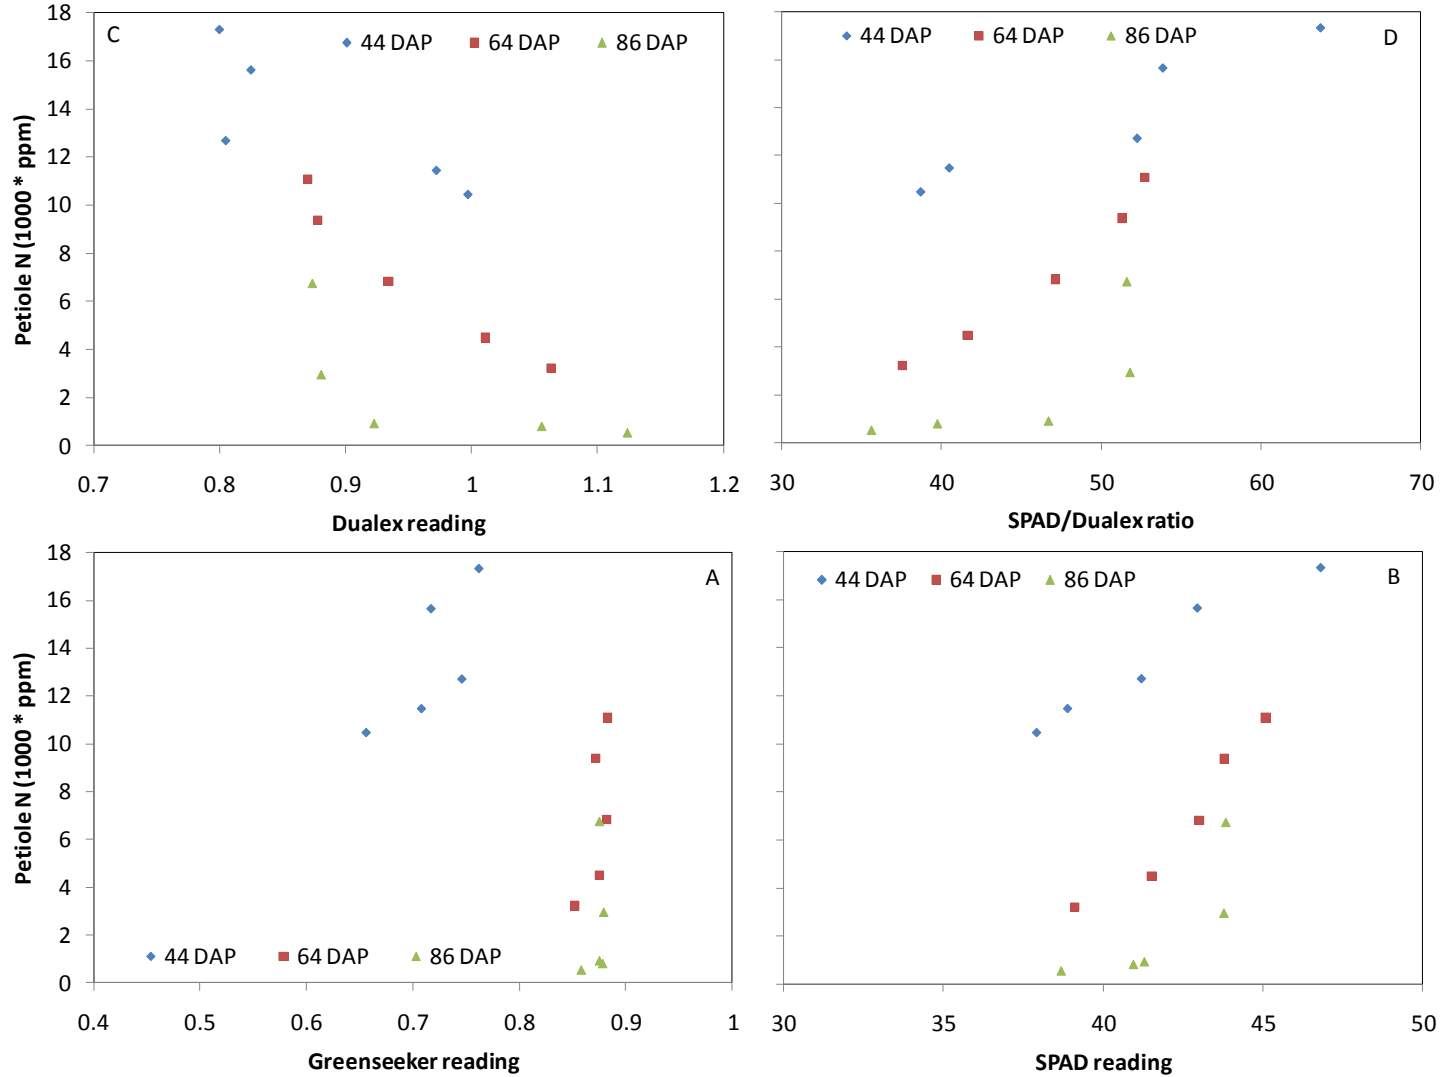 C
44 DAP 64 DAP 86 DAP
Petiole N (1000 * ppm)
18
16
14
12
10
8
6
4
2
0
0.7 0.8 0.9 1 1.1 1.2
Dualex reading
44 DAP 64 DAP 86 DAP
D
30 40 50 60 70
SPAD/Dualex ratio
A
Petiole N (1000 * ppm)
18
16
14
12
10
8
6
4
2
0
44 DAP 64 DAP 86 DAP
0.4 0.5 0.6 0.7 0.8 0.9 1
Greenseeker reading
44 DAP 64 DAP 86 DAP
B
30 35 40 45 50
SPAD reading